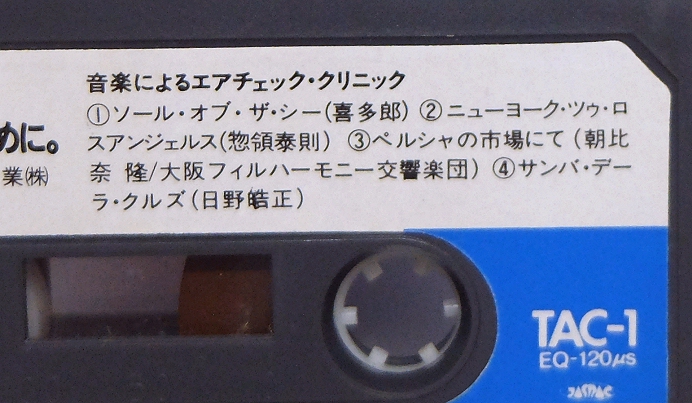 音楽によるエアチェック・クリニック
①ソール・オブ・ザ・シー(喜多郎) ②ニューヨーク・ツゥ・ロ
スアンジェルス(惣領泰則) ③ペルシャの市場にて(朝比
奈 隆/大阪フィルハーモニー交響楽団) ④サンバ・デー
ラ・クルズ(日野皓正)
めに。
業㈱
TAC-1
EQ-120μs
JASRAC